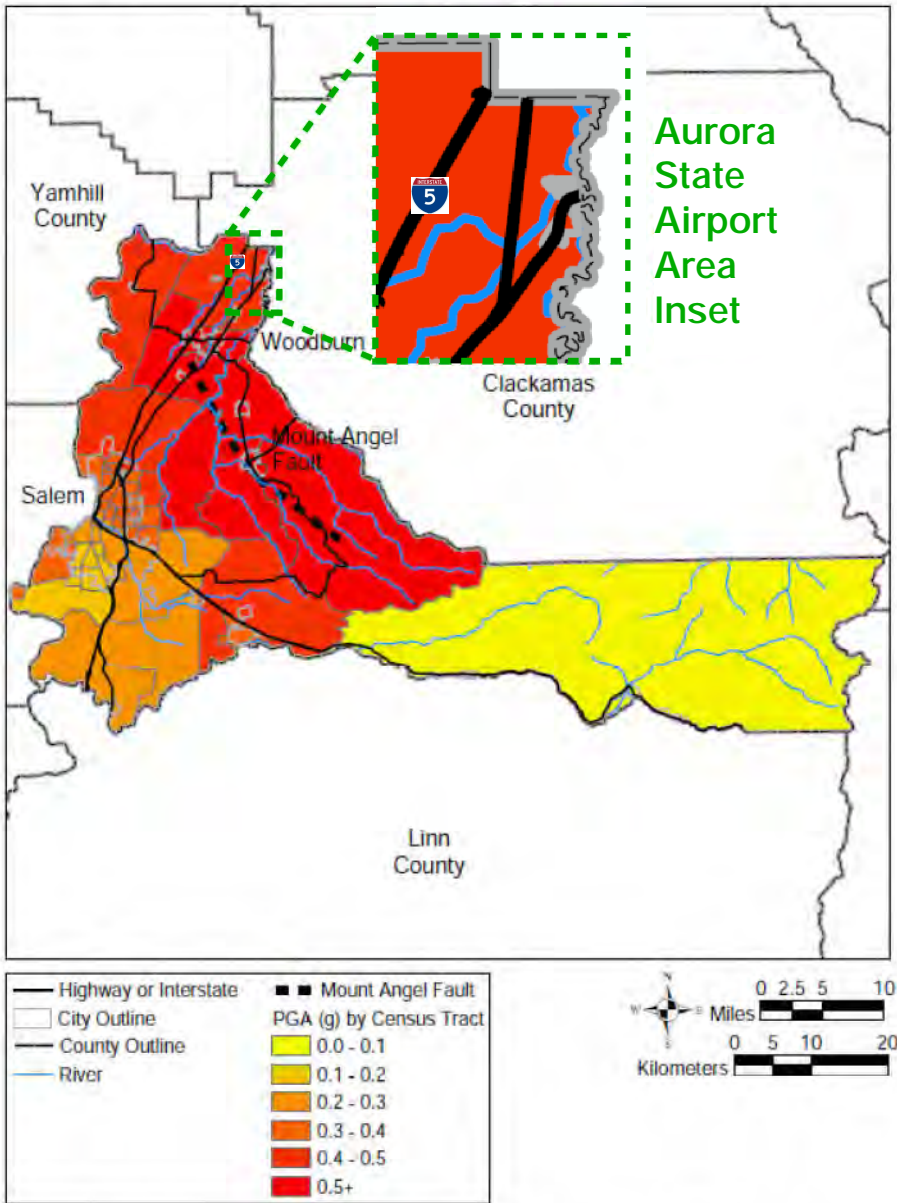 Aurora
State
Airport
Area
Inset
INTERSTATE
5
Yamhill
County
5
Woodburn
Clackamas
County
Mount Angel
Fault
Salem
Linn
County
Highway or Interstate
City Outline
County Outline
River
Mount Angel Fault
PGA (g) by Census Tract
0.0 - 0.1
0.1 - 0.2
0.2 - 0.3
0.3 - 0.4
0.4 - 0.5
0.5+
N
W
E
S
0 2.5 5 10
Miles
0 5 10 20
Kilometers